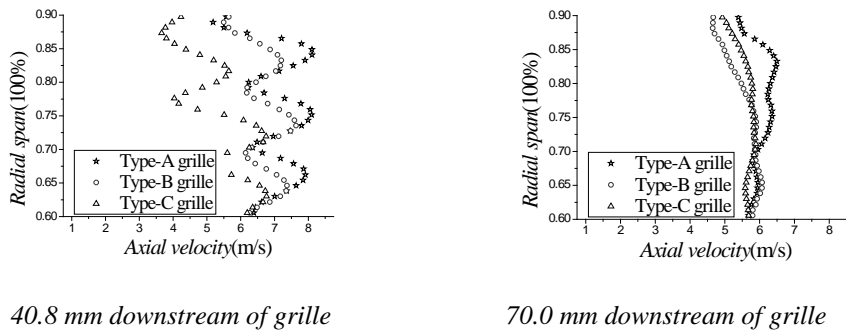 0.90
0.85
0.80
0.75
0.70
0.65
0.60
Radial span(100%)
Type-A grille
Type-B grille
Type-C grille
1 2 3 4 5 6 7 8
Axial velocity(m/s)
40.8 mm downstream of grille
0.90
0.85
0.80
0.75
0.70
0.65
0.60
Radial span(100%)
Type-A grille
Type-B grille
Type-C grille
1 2 3 4 5 6 7 8
Axial velocity(m/s)
70.0 mm downstream of grille